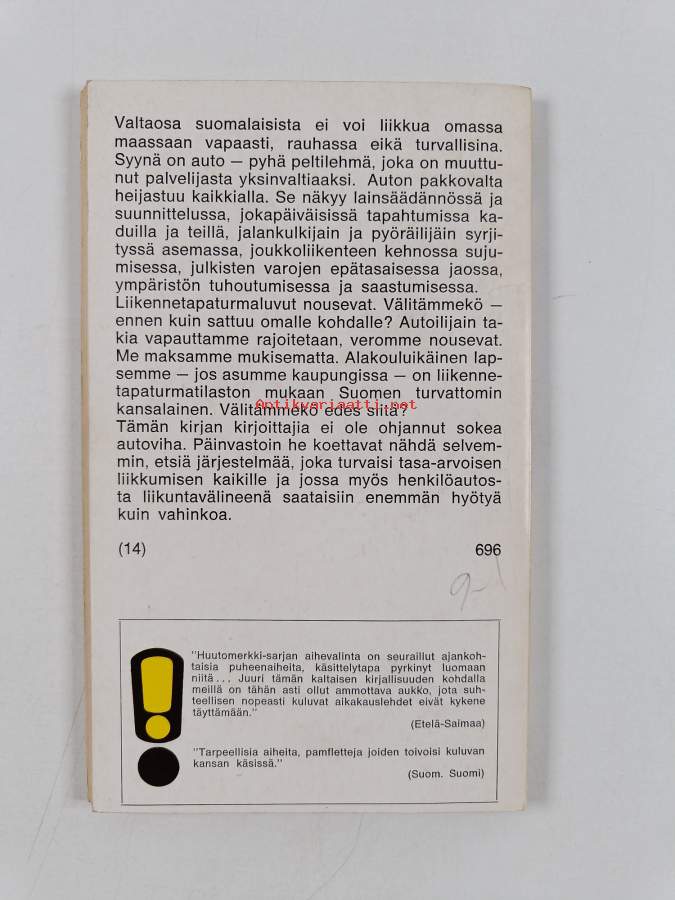 Valtaosa suomalaisista ei voi liikkua omassa
maassaan vapaasti, rauhassa eikä turvallisina.
Syynä on auto — pyhä peltilehmä, joka on muuttu-
nut palvelijasta yksinvaltiaaksi. Auton pakkovalta
heijastuu kaikkialla. Se näkyy lainsäädännössä ja
suunnittelussa, jokapäiväisissä tapahtumissa ka-
duilla ja teillä, jalankulkijain ja pyöräilijäin syrji-
tyssä asemassa, joukkoliikenteen kehnossa suju-
misessa, julkisten varojen epätasaisessa jaossa,
ympäristön tuhoutumisessa ja saastumisessa.
Liikennetapaturmaluvut nousevat. Välitämmekö —
ennen kuin sattuu omalle kohdalle? Autoilijain ta-
kia vapauttamme rajoitetaan, veromme nousevat.
Me maksamme mukisematta. Alakouluikäinen lap-
semme — jos asumme kaupungissa — on liikenne-
tapaturmatilaston mukaan Suomen turvattomin
Antikvariaatti.net
kansalainen. Välitämmekö edes siitä?
Tämän kirjan kirjoittajia ei ole ohjannut sokea
autoviha. Päinvastoin he koettavat nähdä selvem-
min, etsiä järjestelmää, joka turvaisi tasa-arvoisen
liikkumisen kaikille ja jossa myös henkilöautos-
ta liikuntavälineenä saataisiin enemmän hyötyä
kuin vahinkoa.
(14) 696
9-
"Huutomerkki-sarjan aihevalinta on seuraillut ajankoh-
taisia puheenaiheita, käsittelytapa pyrkinyt luomaan
niitä... Juuri tämän kaltaisen kirjallisuuden kohdalla
meillä on tähän asti ollut ammottava aukko, jota suh-
teellisen nopeasti kuluvat aikakauslehdet eivät kykene
täyttämään."
(Etelä-Saimaa)
"Tarpeellisia aiheita, pamfletteja joiden toivoisi kuluvan
kansan käsissä."
(Suom. Suomi)